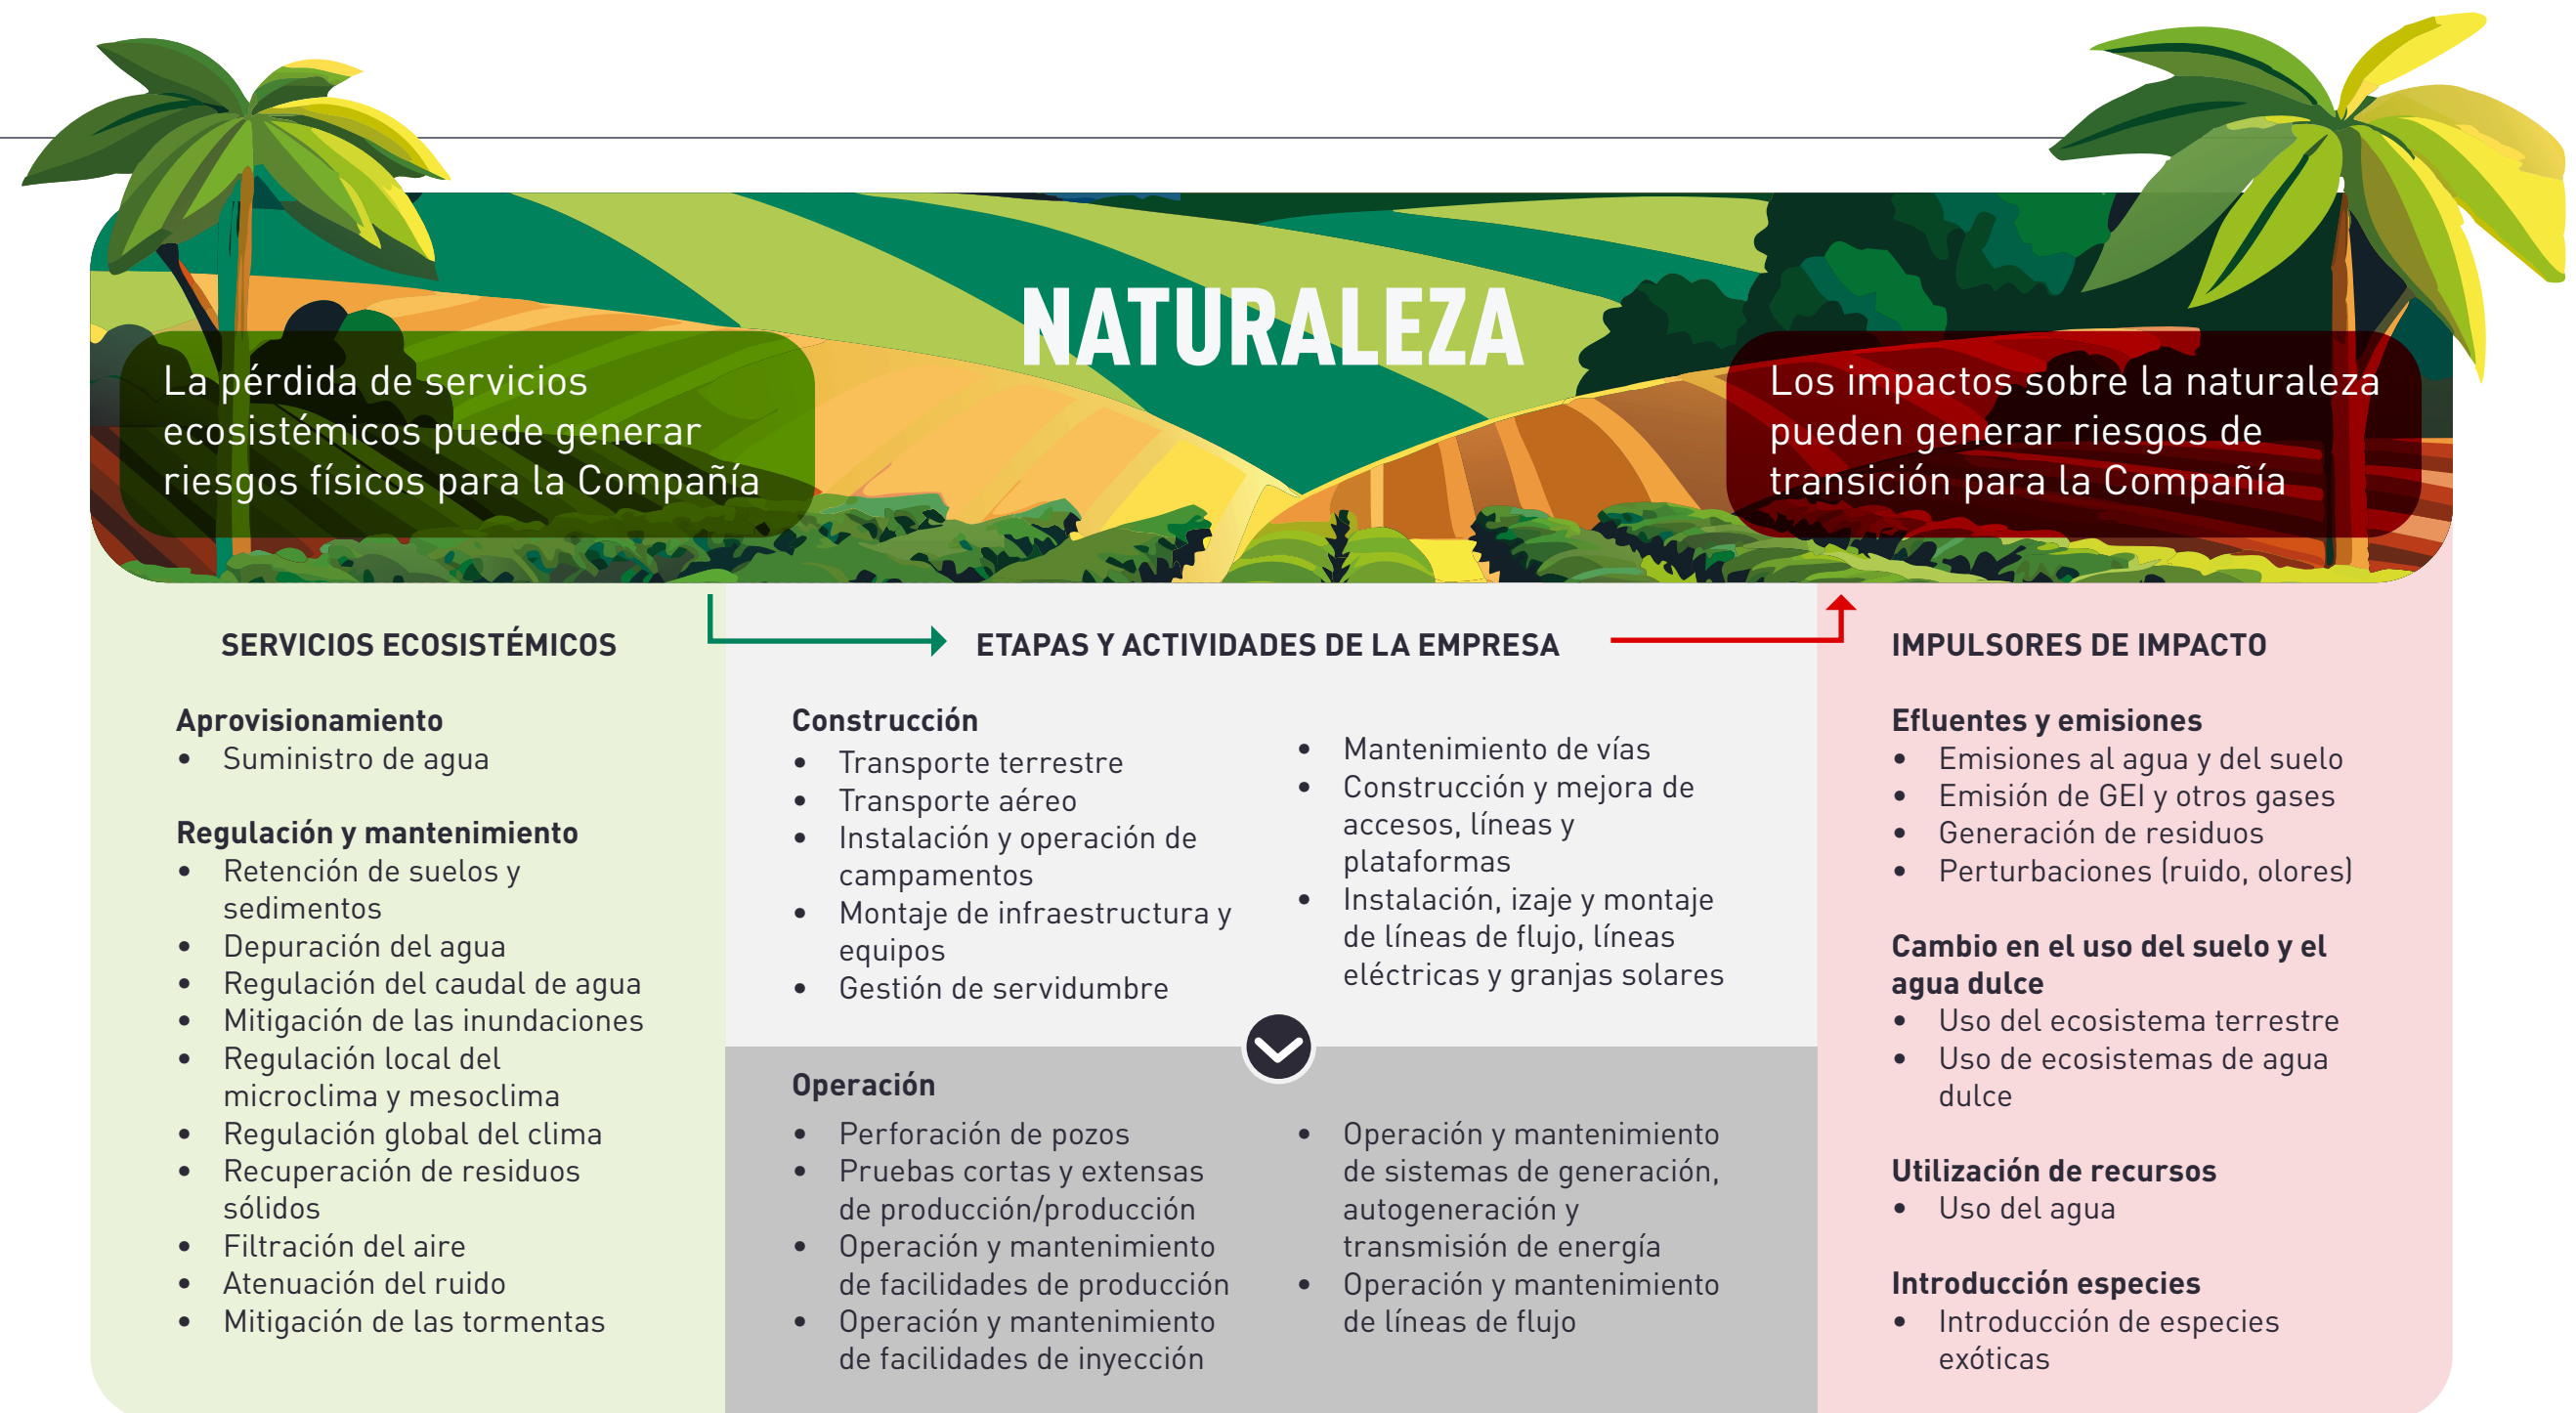 NATURALEZA
La pérdida de servicios
ecosistémicos puede generar
riesgos físicos para la Compañía
Los impactos sobre la naturaleza
pueden generar riesgos de
transición para la Compañía
SERVICIOS ECOSISTÉMICOS
Aprovisionamiento
• Suministro de agua
Regulación y mantenimiento
• Retención de suelos y
sedimentos
• Depuración del agua
• Regulación del caudal de agua
• Mitigación de las inundaciones
• Regulación local del
microclima y mesoclima
• Regulación global del clima
• Recuperación de residuos
sólidos
• Filtración del aire
• Atenuación del ruido
• Mitigación de las tormentas
ETAPAS Y ACTIVIDADES DE LA EMPRESA
Construcción
• Transporte terrestre
• Transporte aéreo
• Instalación y operación de
campamentos
• Montaje de infraestructura y
equipos
• Gestión de servidumbre
• Mantenimiento de vías
• Construcción y mejora de
accesos, líneas y
plataformas
• Instalación, izaje y montaje
de líneas de flujo, líneas
eléctricas y granjas solares
Operación
• Perforación de pozos
• Pruebas cortas y extensas
de producción/producción
• Operación y mantenimiento
de facilidades de producción
• Operación y mantenimiento
de facilidades de inyección
• Operación y mantenimiento
de sistemas de generación,
autogeneración y
transmisión de energía
• Operación y mantenimiento
de líneas de flujo
IMPULSORES DE IMPACTO
Efluentes y emisiones
• Emisiones al agua y del suelo
• Emisión de GEI y otros gases
• Generación de residuos
• Perturbaciones (ruido, olores)
Cambio en el uso del suelo y el
agua dulce
• Uso del ecosistema terrestre
• Uso de ecosistemas de agua
dulce
Utilización de recursos
• Uso del agua
Introducción especies
• Introducción de especies
exóticas